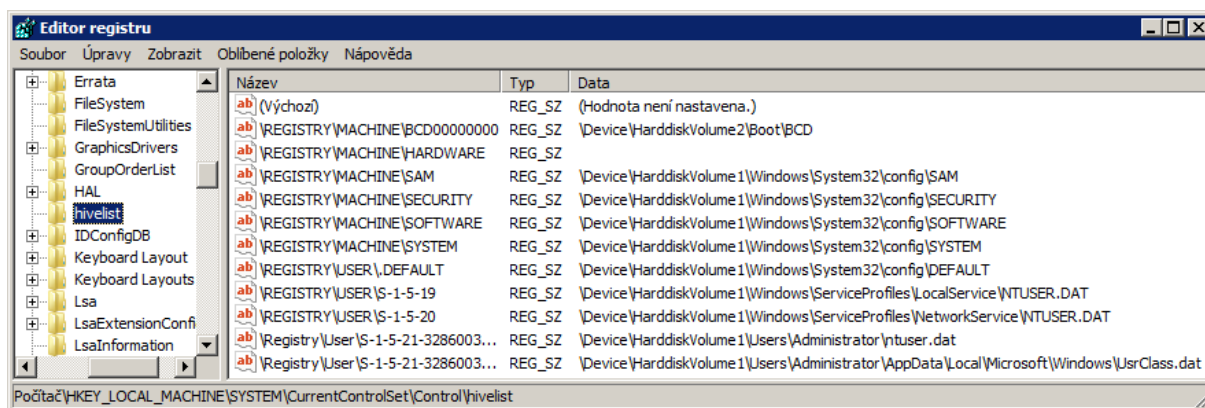 Editor registru
Soubor Úpravy Zobrazit Oblíbené položky Nápověda
Errata
FileSystem
FileSystemUtilities
GraphicsDrivers
GroupOrderList
HAL
hivelist
IDConfigDB
Keyboard Layout
Keyboard Layouts
Lsa
LsaExtensionConfi
LsaInformation
Název Typ Data
(Výchozí) REG_SZ (Hodnota není nastavena.)
\REGISTRY\MACHINE\BCD00000000 REG_SZ \Device\HarddiskVolume2\Boot\BCD
\REGISTRY\MACHINE\HARDWARE REG_SZ
\REGISTRY\MACHINE\SAM REG_SZ \Device\HarddiskVolume1\Windows\System32\config\SAM
\REGISTRY\MACHINE\SECURITY REG_SZ \Device\HarddiskVolume1\Windows\System32\config\SECURITY
\REGISTRY\MACHINE\SOFTWARE REG_SZ \Device\HarddiskVolume1\Windows\System32\config\SOFTWARE
\REGISTRY\MACHINE\SYSTEM REG_SZ \Device\HarddiskVolume1\Windows\System32\config\SYSTEM
\REGISTRY\USER\.DEFAULT REG_SZ \Device\HarddiskVolume1\Windows\System32\config\DEFAULT
\REGISTRY\USER\S-1-5-19 REG_SZ \Device\HarddiskVolume1\Windows\ServiceProfiles\LocalService\NTUSER.DAT
\REGISTRY\USER\S-1-5-20 REG_SZ \Device\HarddiskVolume1\Windows\ServiceProfiles\NetworkService\NTUSER.DAT
\Registry\User\S-1-5-21-3286003... REG_SZ \Device\HarddiskVolume1\Users\Administrator\ntuser.dat
\Registry\User\S-1-5-21-3286003... REG_SZ \Device\HarddiskVolume1\Users\Administrator\AppData\Local\Microsoft\Windows\UsrClass.dat
Počítač\HKEY_LOCAL_MACHINE\SYSTEM\CurrentControlSet\Control\hivelist